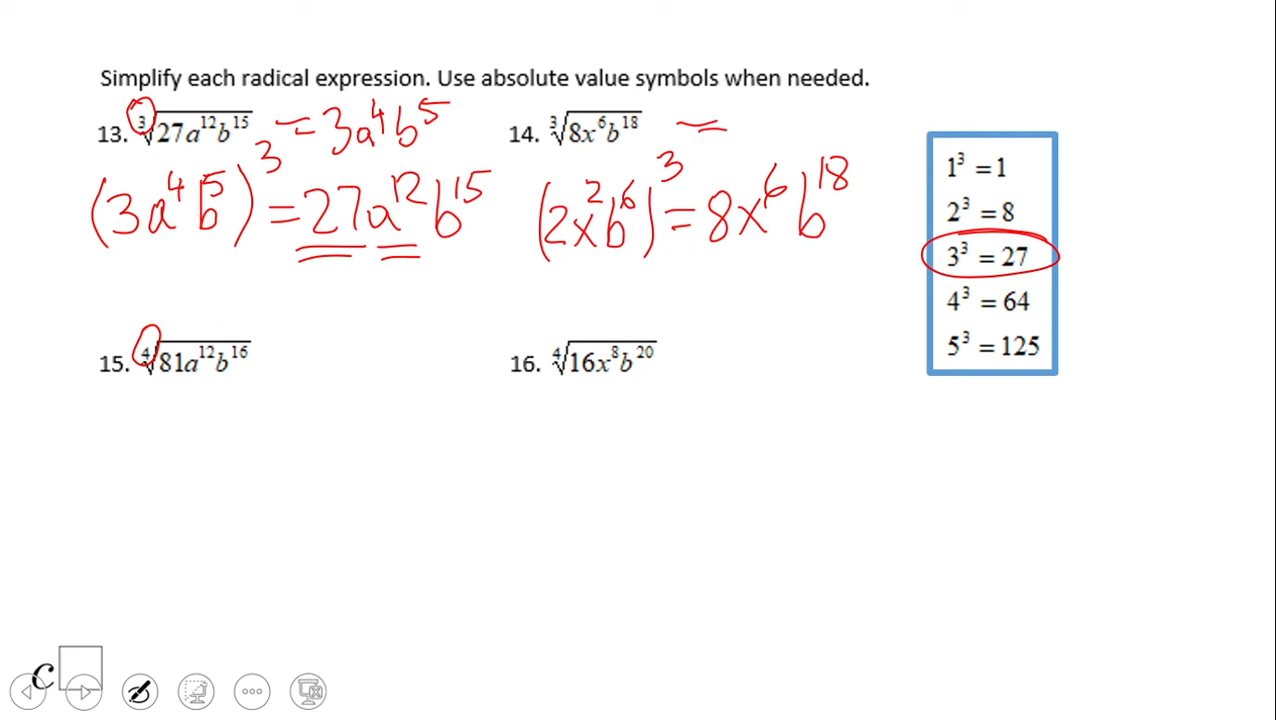 Simplify each radical expression. Use absolute value symbols when needed.
13. ∛(27a¹²b¹⁵) = 3a⁴b⁵
(3a⁴b⁵)³ = 27a¹²b¹⁵
14. ∛(8x⁶b¹⁸) =
(2x²b⁶)³ = 8x⁶b¹⁸
1³ = 1
2³ = 8
3³ = 27
4³ = 64
5³ = 125
15. ∜(81a¹²b¹⁶)
16. ∜(16x⁸b²⁰)
c